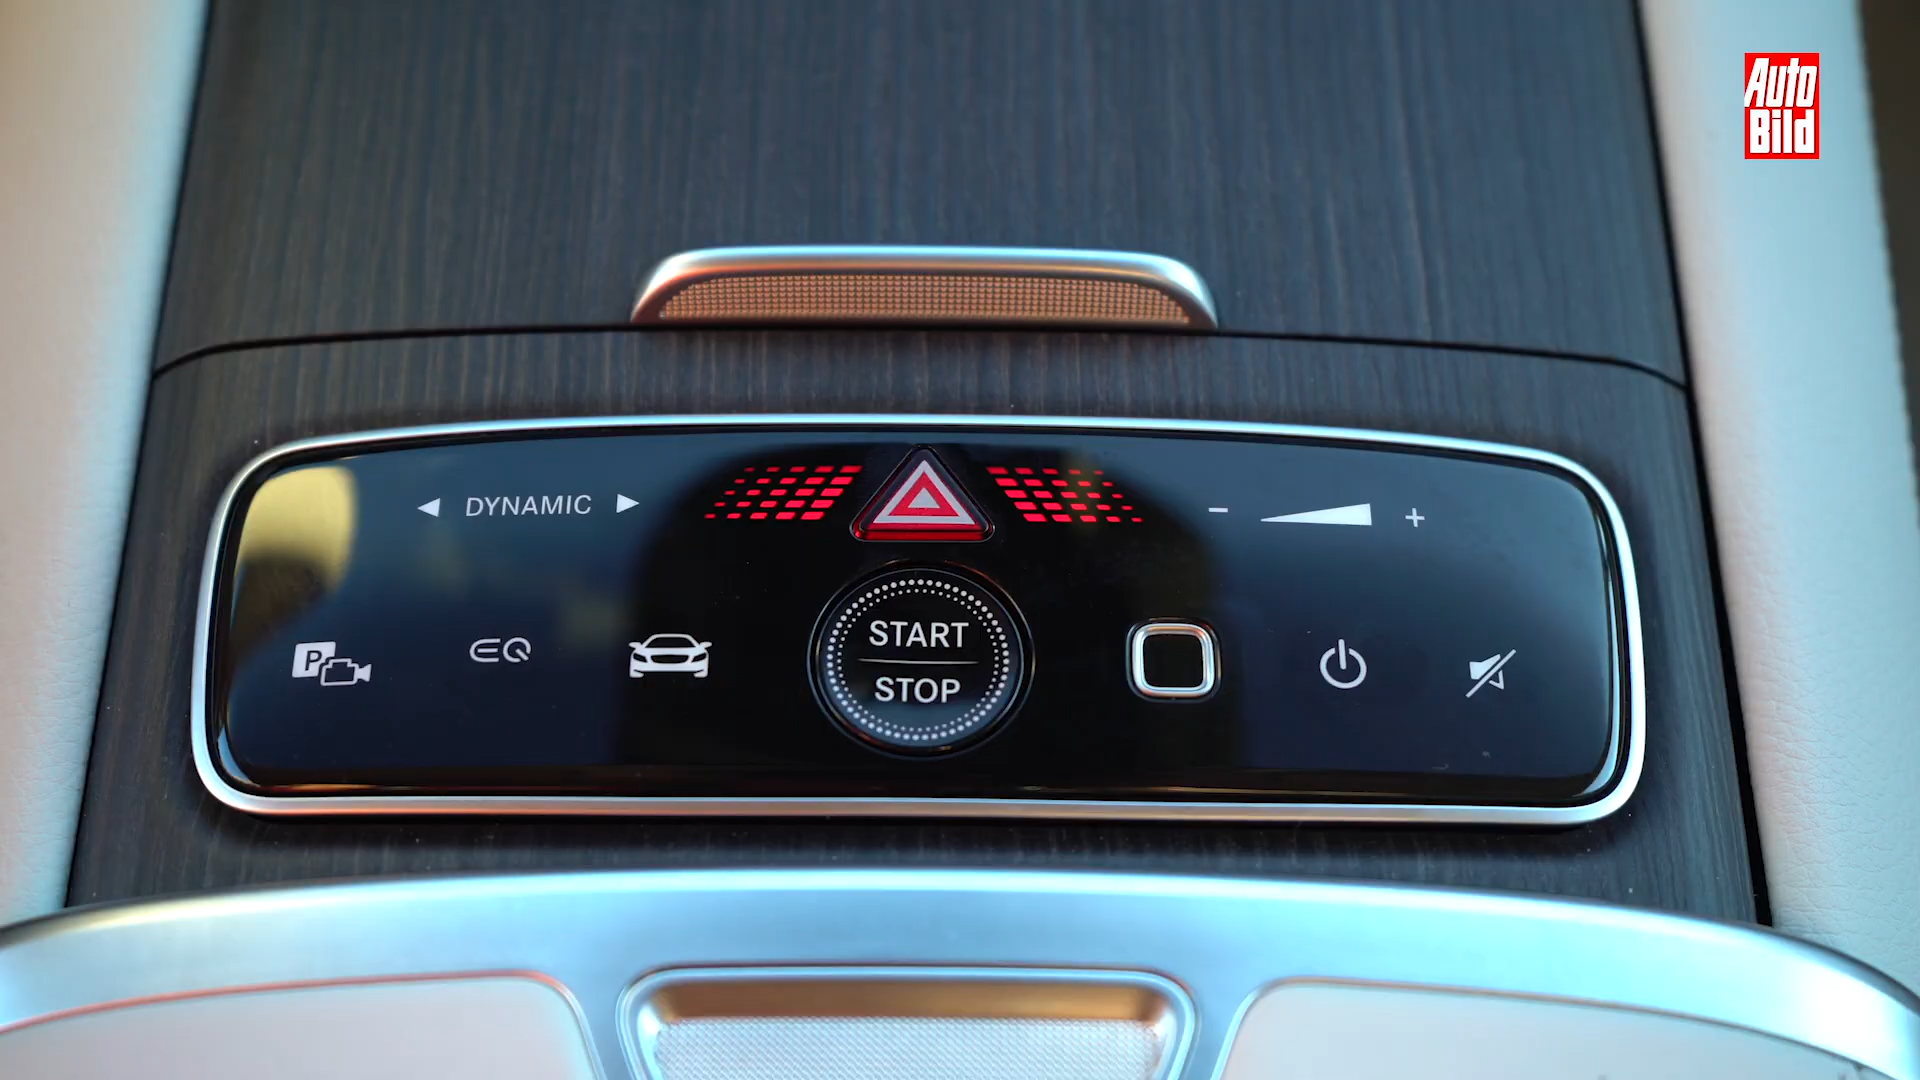 Auto
Bild
DYNAMIC
- +
P
EQ
START
STOP